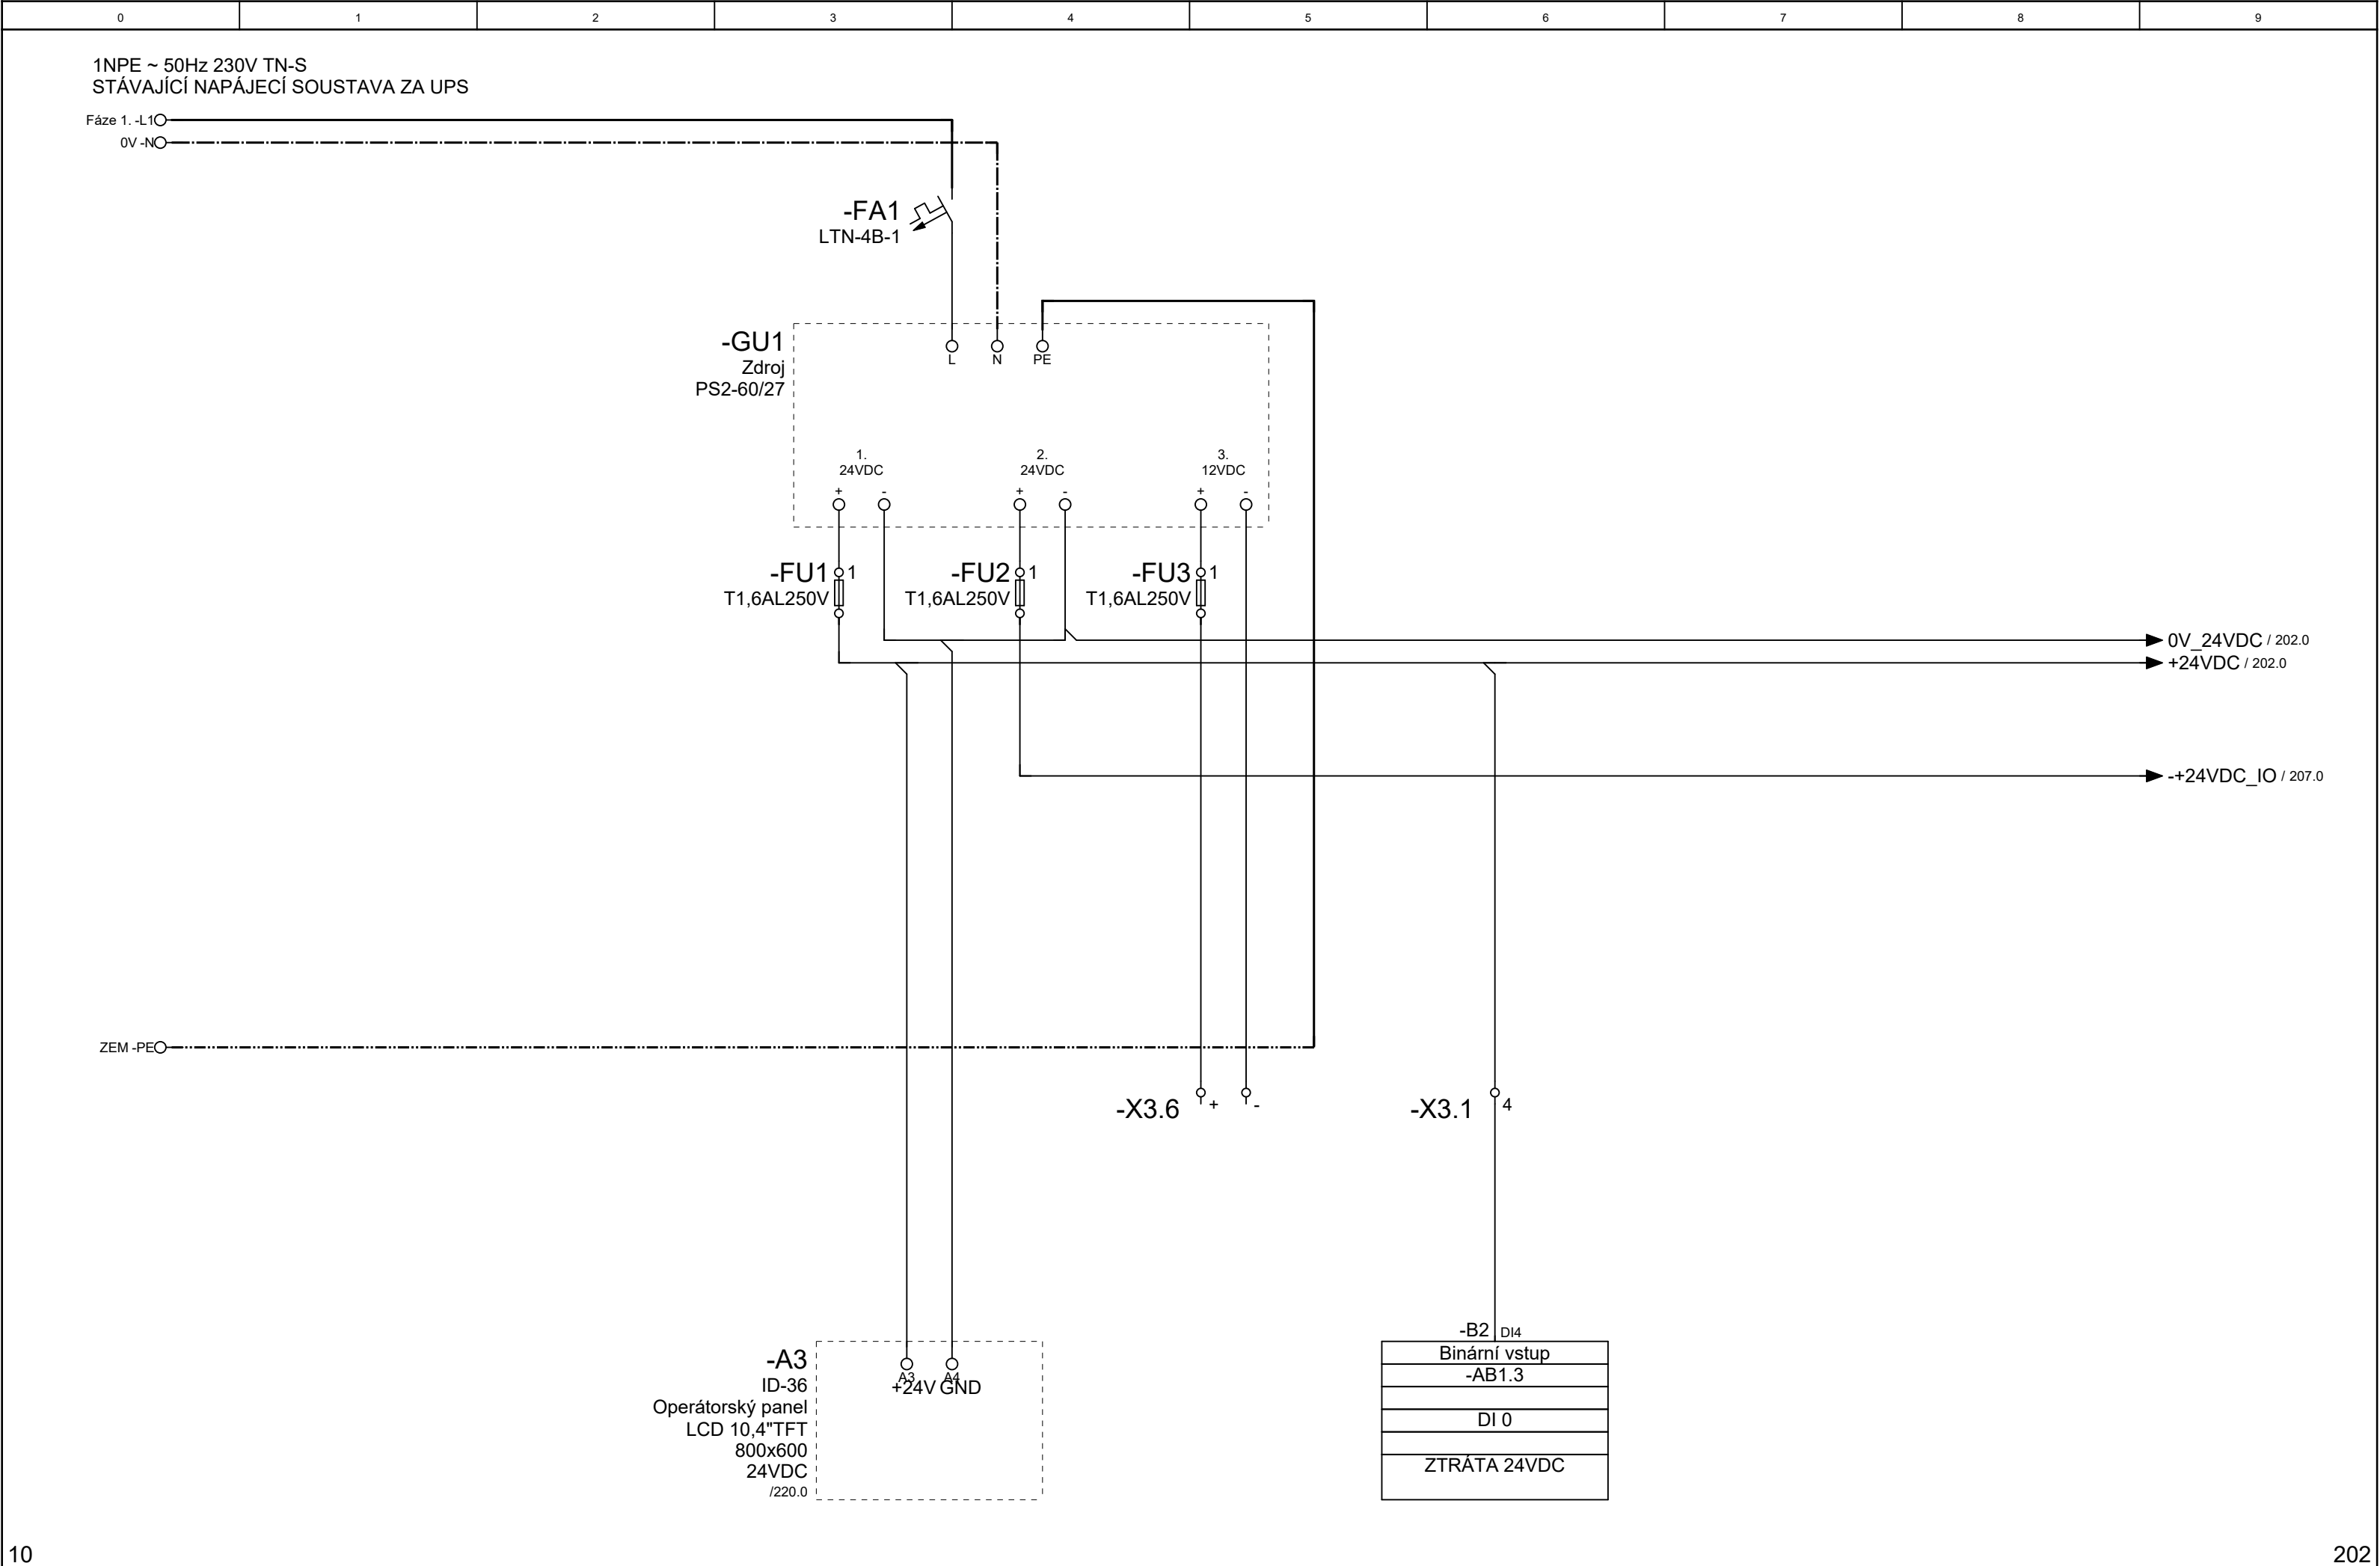 0 1 2 3 4 5 6 7 8 9
1NPE ~ 50Hz 230V TN-S
STÁVAJÍCÍ NAPÁJECÍ SOUSTAVA ZA UPS
Fáze 1. -L1
0V -N
-FA1
LTN-4B-1
-GU1
Zdroj
PS2-60/27
L N PE
1. 2. 3.
24VDC 24VDC 12VDC
+ - + - + -
-FU1 1 -FU2 1 -FU3 1
T1,6AL250V T1,6AL250V T1,6AL250V
0V_24VDC / 202.0
+24VDC / 202.0
-+24VDC_IO / 207.0
ZEM -PE
-X3.6 + - -X3.1 4
-B2 DI4
Binární vstup
-AB1.3
DI 0
ZTRÁTA 24VDC
-A3
ID-36
Operátorský panel
LCD 10,4"TFT
800x600
24VDC
/220.0
A3 A4
+24V GND
10 202